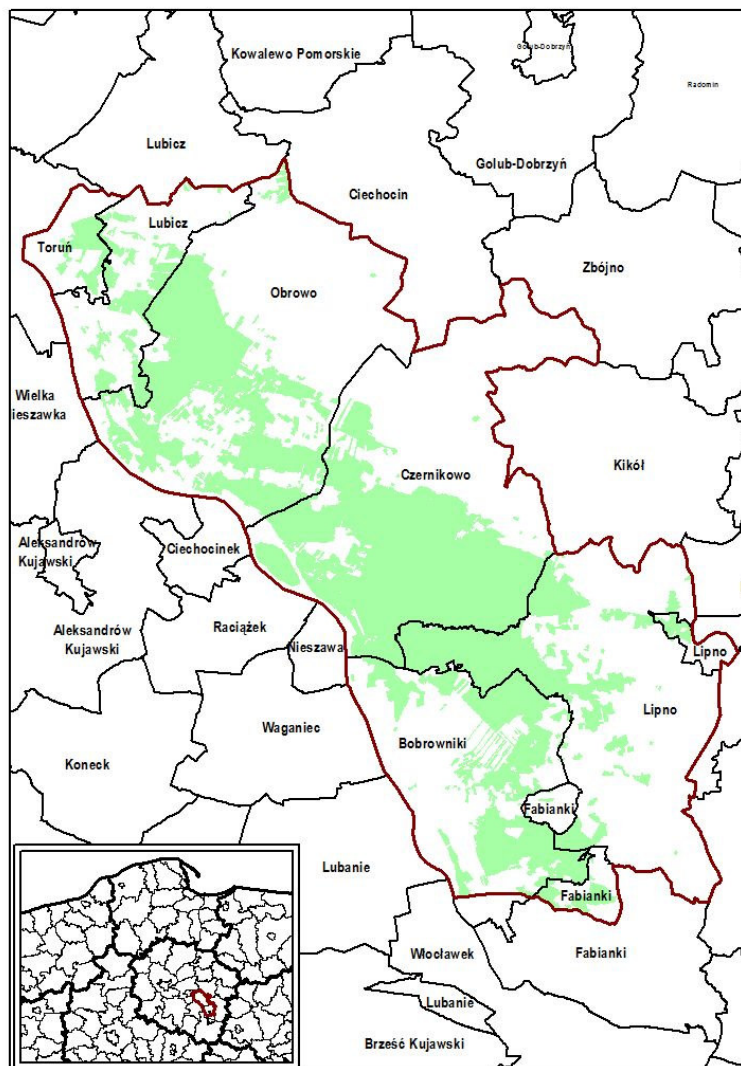 Kowalewo Pomorskie
Golub-Dobrzyń
Radomin
Lubicz
Golub-Dobrzyń
Ciechocin
Lubicz
Toruń
Zbójno
Obrowo
Wielka
ieszawka
Kikół
Czernikowo
Aleksandrów
Kujawski
Ciechocinek
Aleksandrów
Kujawski
Raciążek
Nieszawa
Lipno
Lipno
Waganiec
Bobrowniki
Koneck
Fabianki
Lubanie
Fabianki
Włocławek
Fabianki
Lubanie
Brześć Kujawski